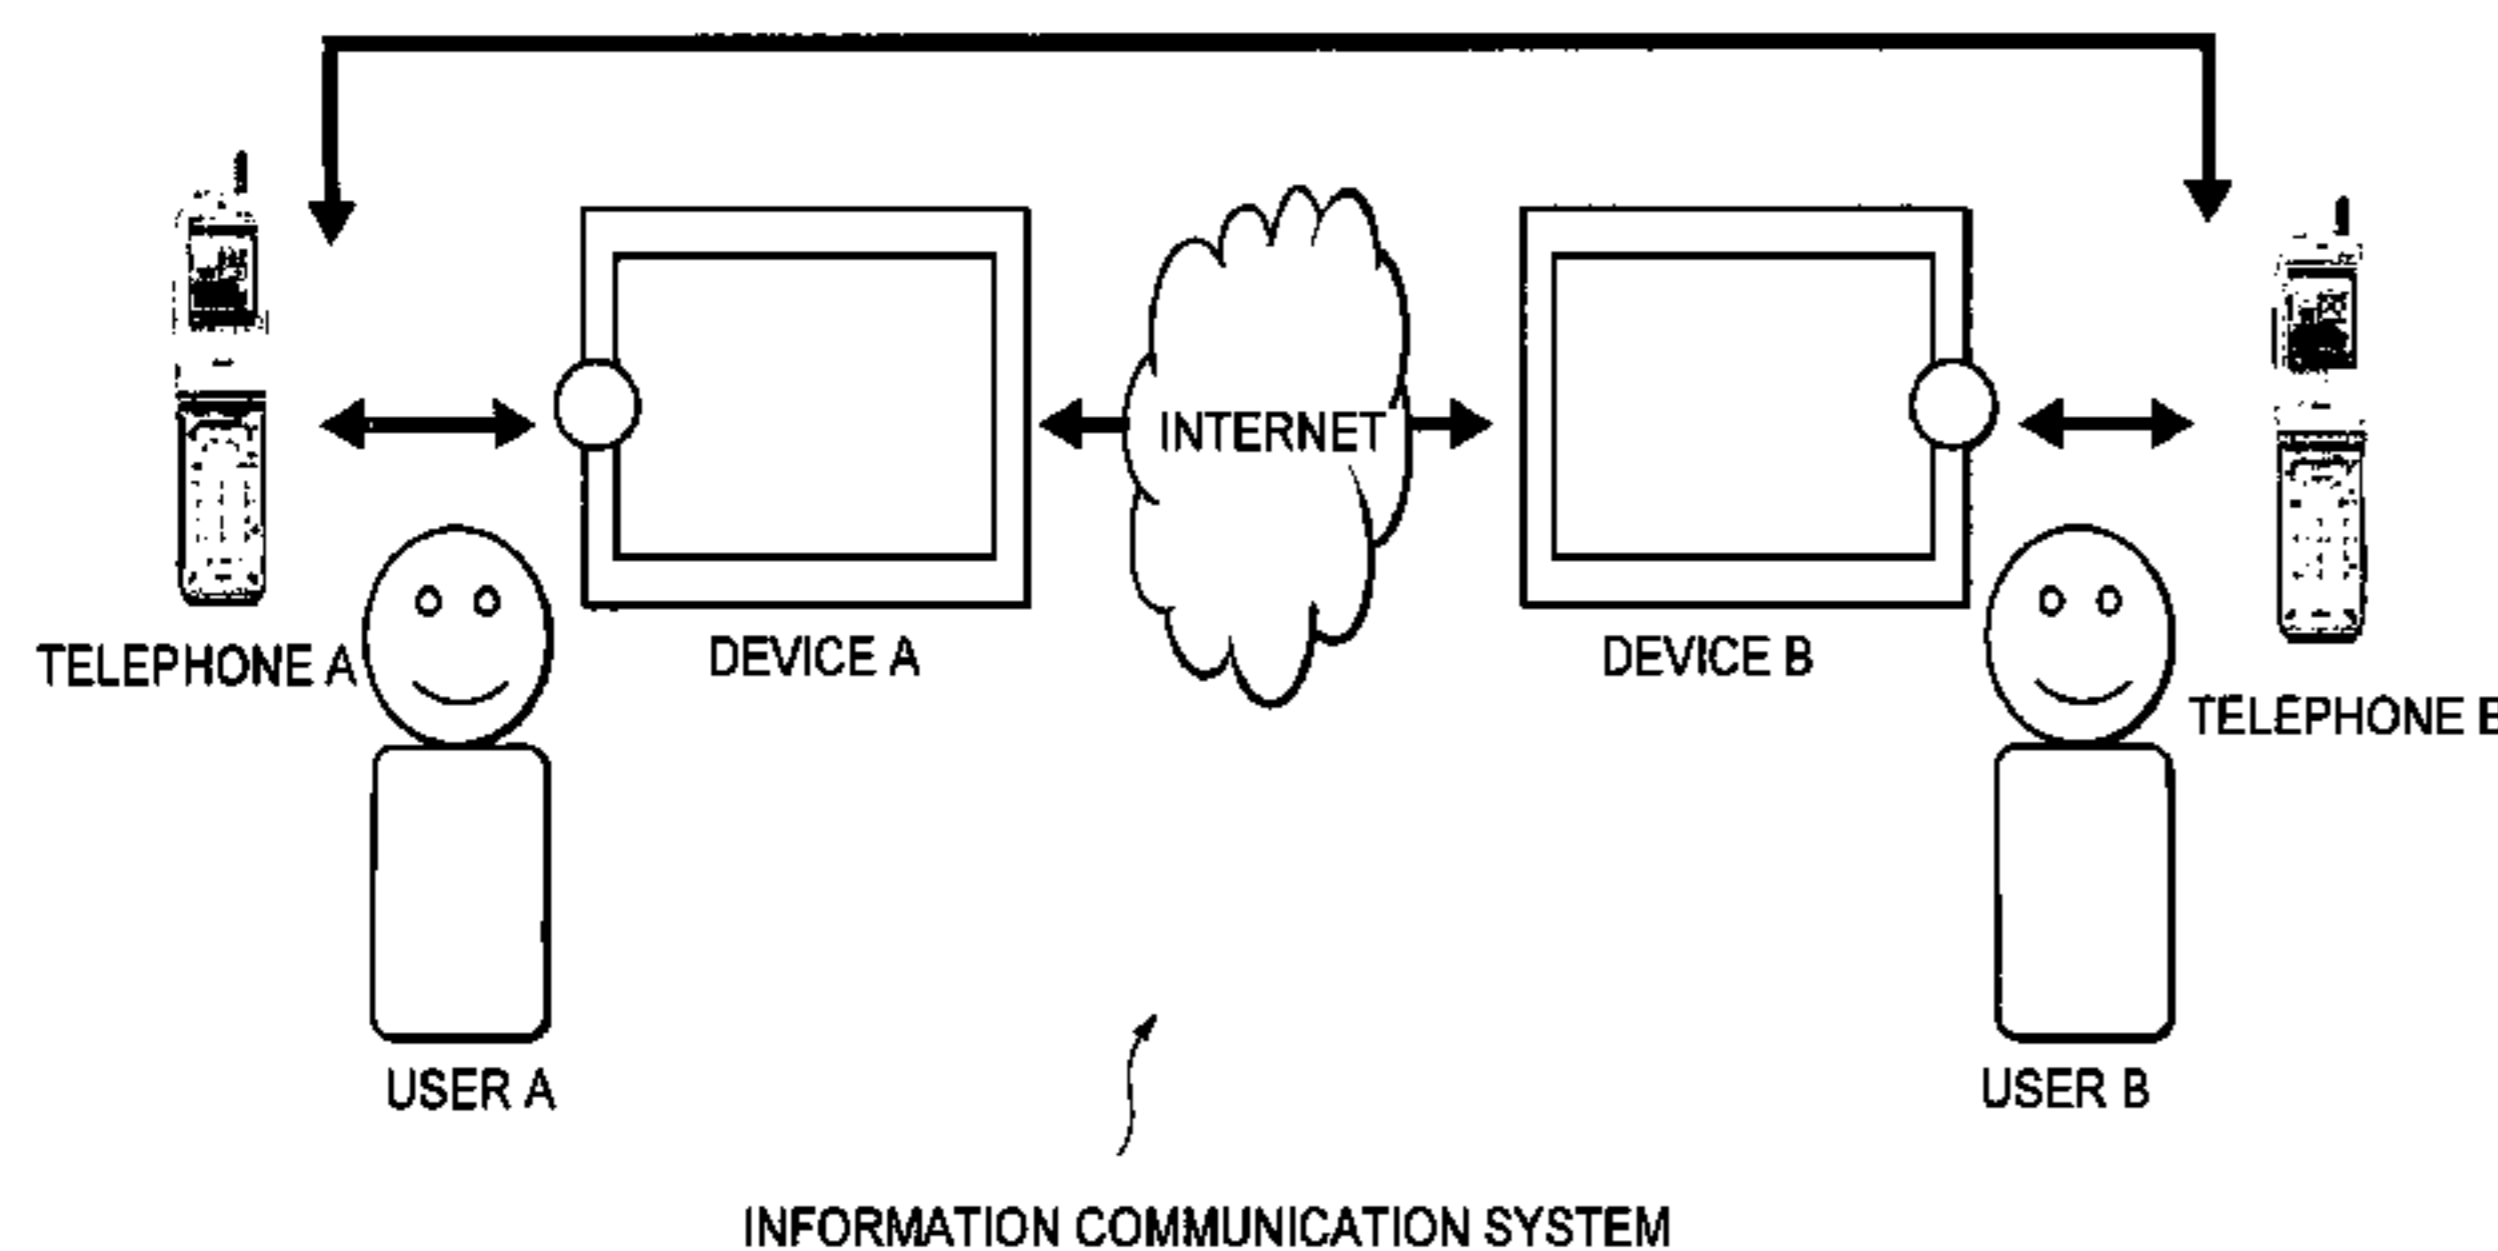 INTERNET
TELEPHONE A
DEVICE A
DEVICE B
TELEPHONE B
USER A
USER B
INFORMATION COMMUNICATION SYSTEM